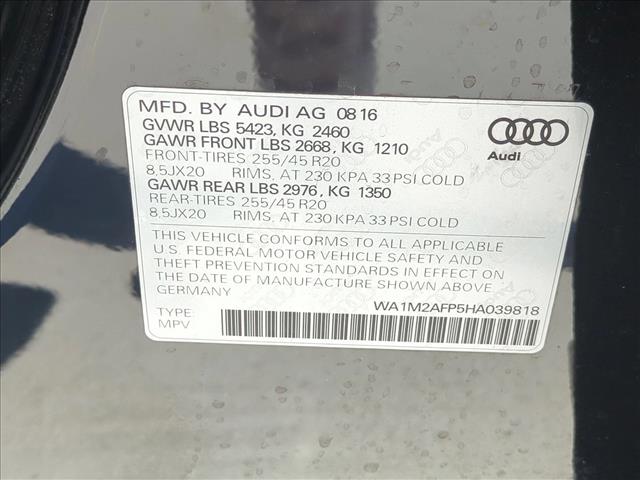 MFD. BY AUDI AG 08 16
GVWR LBS 5423, KG 2460
GAWR FRONT LBS 2668, KG 1210
FRONT-TIRES 255/45 R20
8,5JX20 RIMS, AT 230 KPA 33 PSI COLD
GAWR REAR LBS 2976, KG 1350
REAR-TIRES 255/45 R20
8,5JX20 RIMS, AT 230 KPA 33 PSI COLD
Audi
THIS VEHICLE CONFORMS TO ALL APPLICABLE
U.S. FEDERAL MOTOR VEHICLE SAFETY AND
THEFT PREVENTION STANDARDS IN EFFECT ON
THE DATE OF MANUFACTURE SHOWN ABOVE
GERMANY
WA1M2AFP5HA039818
TYPE:
MPV